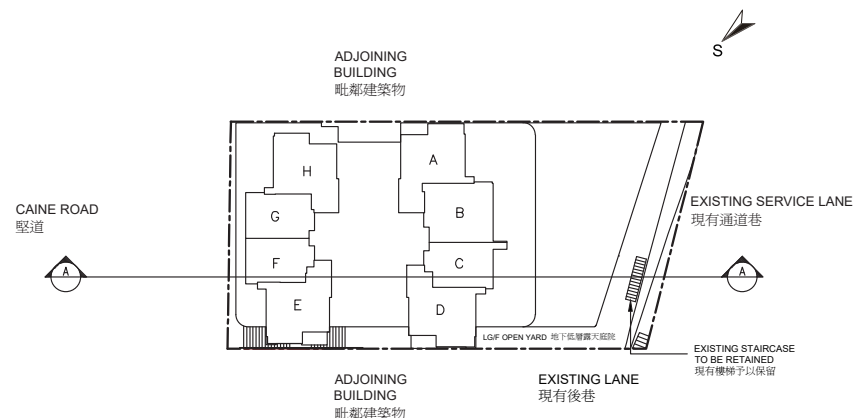 S
ADJOINING
BUILDING
毗鄰建築物
H
A
G
B
CAINE ROAD
堅道
EXISTING SERVICE LANE
現有通道巷
A
F
C
A
E
D
LG/F OPEN YARD 地下低層露天庭院
EXISTING STAIRCASE
TO BE RETAINED
現有樓梯予以保留
ADJOINING
BUILDING
毗鄰建築物
EXISTING LANE
現有後巷